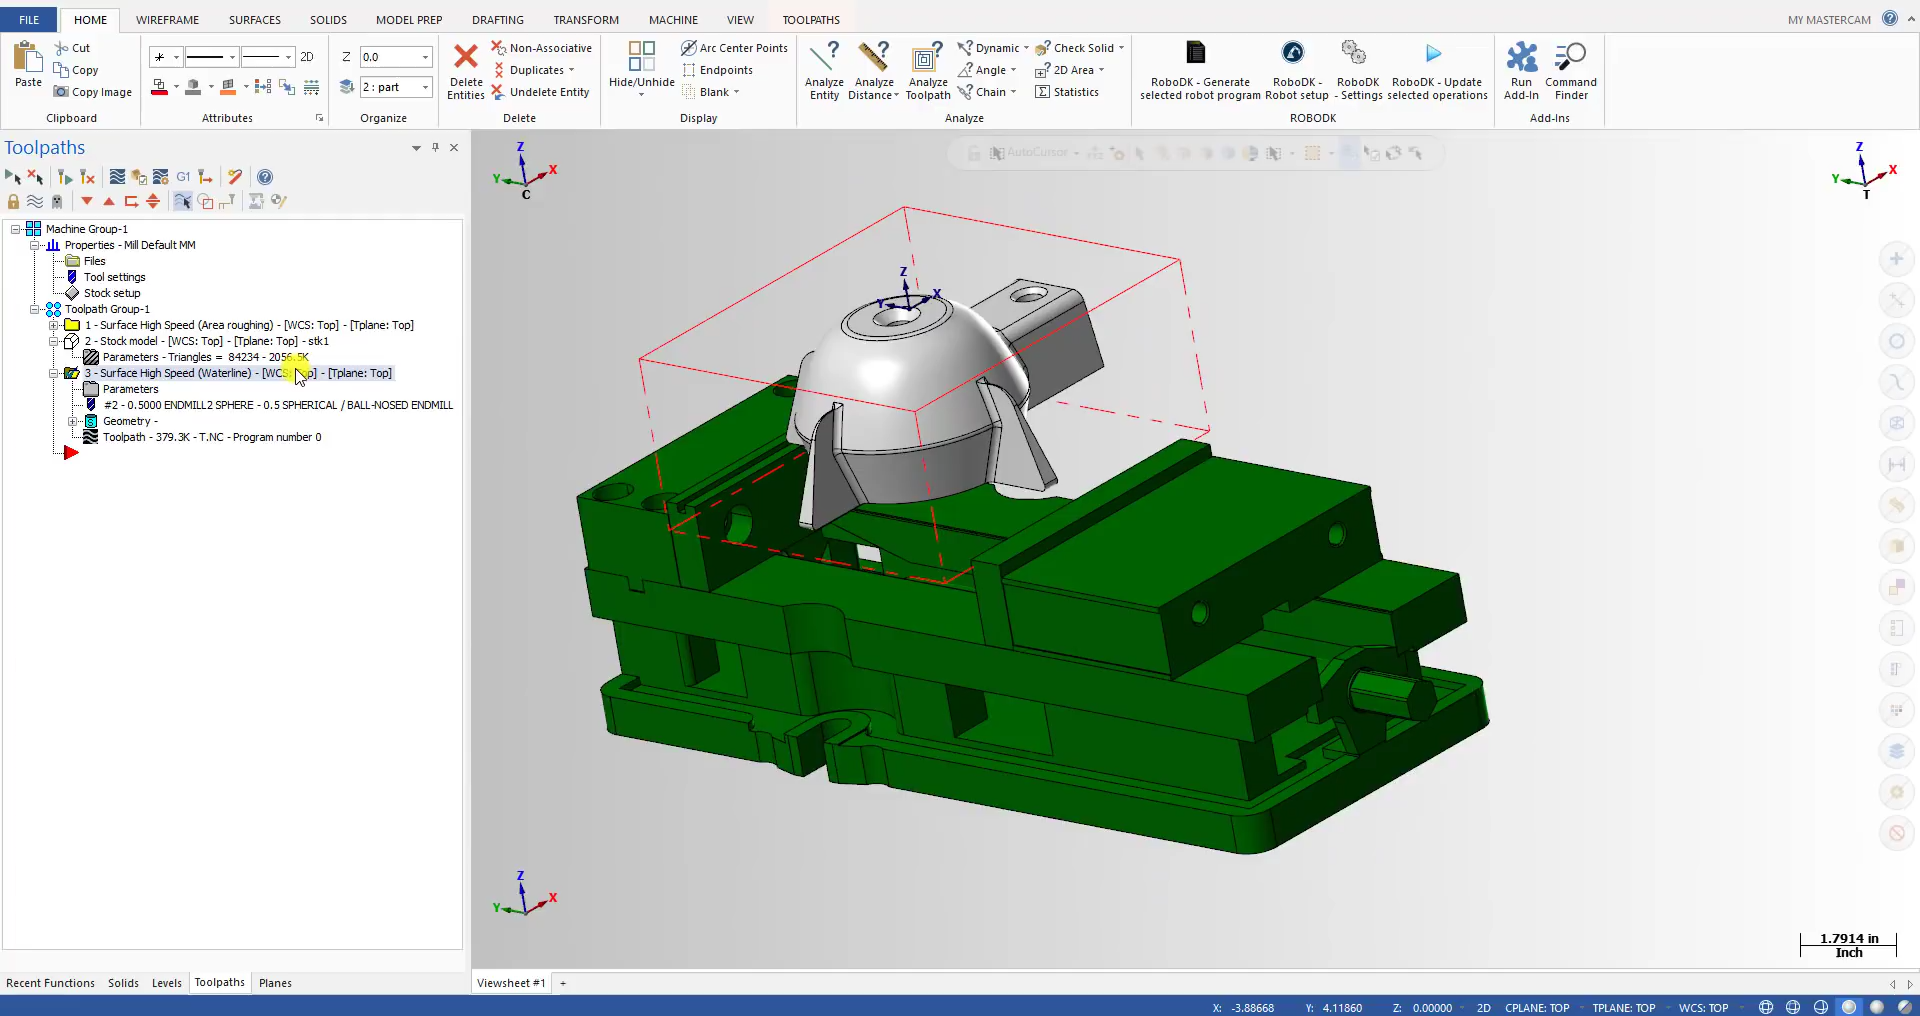 FILE HOME WIREFRAME SURFACES SOLIDS MODEL PREP DRAFTING TRANSFORM MACHINE VIEW TOOLPATHS MY MASTERCAM
Paste
Cut
Copy
Copy Image
Clipboard
2D
Attributes
Z 0.0
2 : part
Organize
Delete Entities
Non-Associative
Duplicates
Undelete Entity
Delete
Hide/Unhide
Arc Center Points
Endpoints
Blank
Display
Analyze Entity
Analyze Distance
Analyze Toolpath
Dynamic
Angle
Chain
Check Solid
2D Area
Statistics
Analyze
RoboDK - Generate selected robot program
RoboDK - Robot setup
RoboDK - Settings
RoboDK - Update selected operations
ROBODK
Run Add-In
Command Finder
Add-Ins
Toolpaths
G1
Machine Group-1
Properties - Mill Default MM
Files
Tool settings
Stock setup
Toolpath Group-1
1 - Surface High Speed (Area roughing) - [WCS: Top] - [Tplane: Top]
2 - Stock model - [WCS: Top] - [Tplane: Top] - stk1
Parameters - Triangles = 84234 - 2056.5K
3 - Surface High Speed (Waterline) - [WCS: Top] - [Tplane: Top]
Parameters
#2 - 0.5000 ENDMILL2 SPHERE - 0.5 SPHERICAL / BALL-NOSED ENDMILL
Geometry -
Toolpath - 379.3K - T.NC - Program number 0
AutoCursor
Z
X
Y
C
Z
X
Y
T
Z
X
Y
Z
X
Y
1.7914 in
Inch
Recent Functions Solids Levels Toolpaths Planes
Viewsheet #1 +
X: -3.88668 Y: 4.11860 Z: 0.00000 2D CPLANE: TOP TPLANE: TOP WCS: TOP